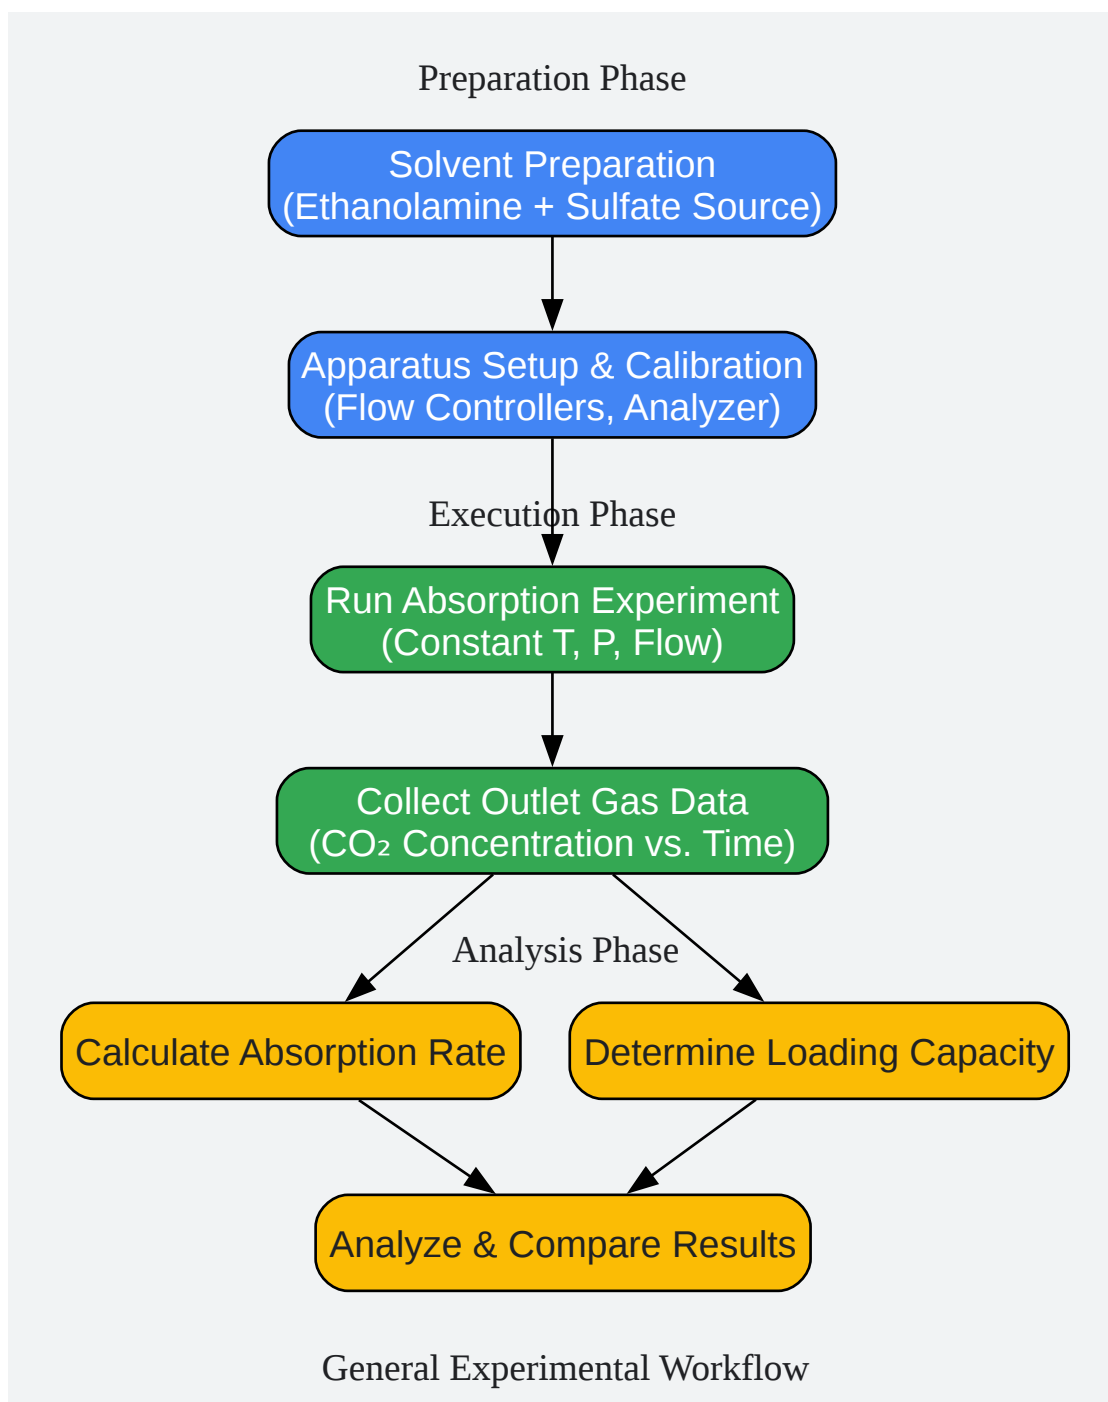 Preparation Phase
Solvent Preparation
(Ethanolamine + Sulfate Source)
Apparatus Setup & Calibration
(Flow Controllers, Analyzer)
Execution Phase
Run Absorption Experiment
(Constant T, P, Flow)
Collect Outlet Gas Data
(CO₂ Concentration vs. Time)
Analysis Phase
Calculate Absorption Rate
Determine Loading Capacity
Analyze & Compare Results
General Experimental Workflow